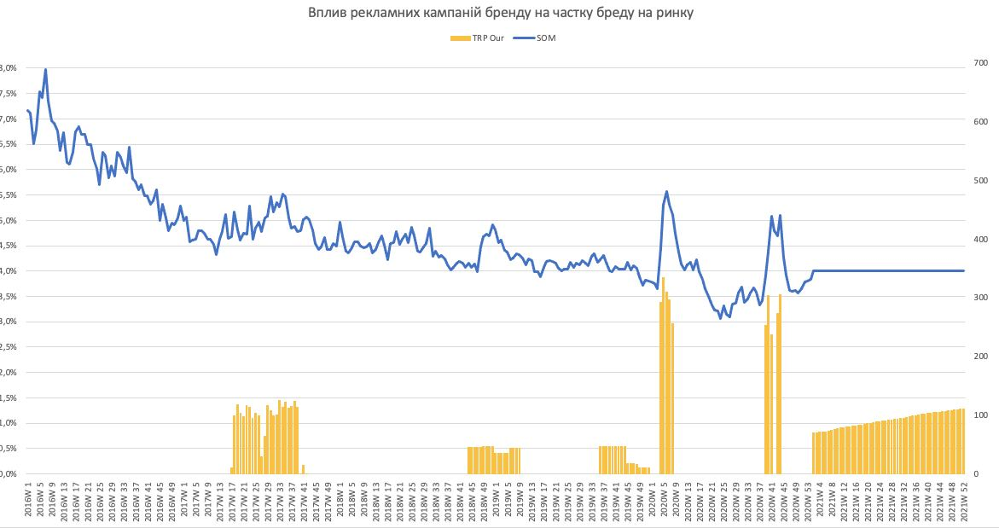 Вплив рекламних кампаній бренду на частку бреду на ринку
TRP Our
SOM
8,0%
7,5%
7,0%
6,5%
6,0%
5,5%
5,0%
4,5%
4,0%
3,5%
3,0%
2,5%
2,0%
1,5%
1,0%
0,5%
0,0%
700
600
500
400
300
200
100
0
2016W 1
2016W 5
2016W 9
2016W 13
2016W 17
2016W 21
2016W 25
2016W 29
2016W 33
2016W 37
2016W 41
2016W 45
2016W 49
2017W 1
2017W 5
2017W 9
2017W 13
2017W 17
2017W 21
2017W 25
2017W 29
2017W 33
2017W 37
2017W 41
2017W 45
2017W 49
2018W 1
2018W 5
2018W 9
2018W 13
2018W 17
2018W 21
2018W 25
2018W 29
2018W 33
2018W 37
2018W 41
2018W 45
2018W 49
2019W 1
2019W 5
2019W 9
2019W 13
2019W 17
2019W 21
2019W 25
2019W 29
2019W 33
2019W 37
2019W 41
2019W 45
2019W 49
2020W 1
2020W 5
2020W 9
2020W 13
2020W 17
2020W 21
2020W 25
2020W 29
2020W 33
2020W 37
2020W 41
2020W 45
2020W 49
2020W 53
2021W 4
2021W 8
2021W 12
2021W 16
2021W 20
2021W 24
2021W 28
2021W 32
2021W 36
2021W 40
2021W 44
2021W 48
2021W 52